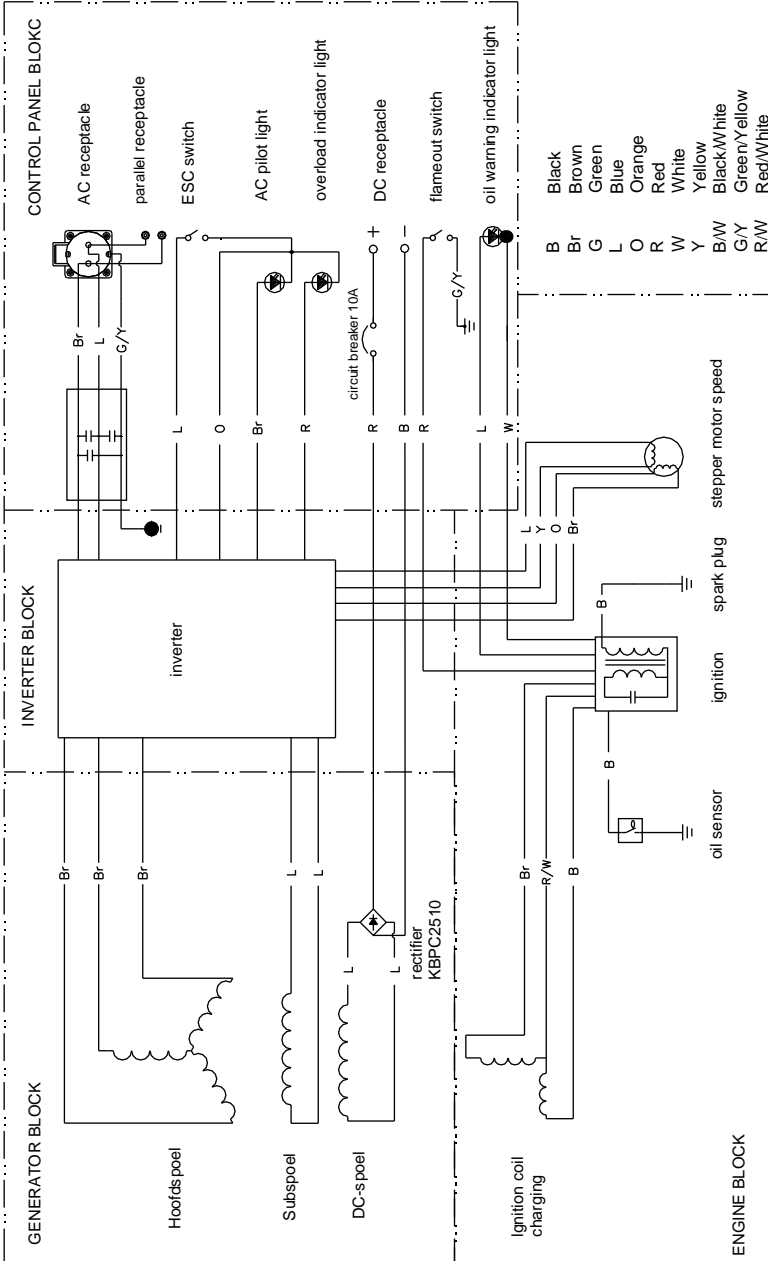 GENERATOR BLOCK
INVERTER BLOCK
CONTROL PANEL BLOKC
Hoofdspoel
Subspoel
DC-spoel
Br
Br
Br
L
L
L
L
rectifier
KBPC2510
inverter
Br
L
G/Y
L
O
Br
R
R
B
R
L
W
circuit breaker 10A
+
−
G/Y
AC receptacle
parallel receptacle
ESC switch
AC pilot light
overload indicator light
DC receptacle
flameout switch
oil warning indicator light
Ignition coil
charging
Br
R/W
B
B
B
L
Y
O
Br
oil sensor
ignition
spark plug
stepper motor speed
ENGINE BLOCK
B Black
Br Brown
G Green
L Blue
O Orange
R Red
W White
Y Yellow
B/W Black/White
G/Y Green/Yellow
R/W Red/White